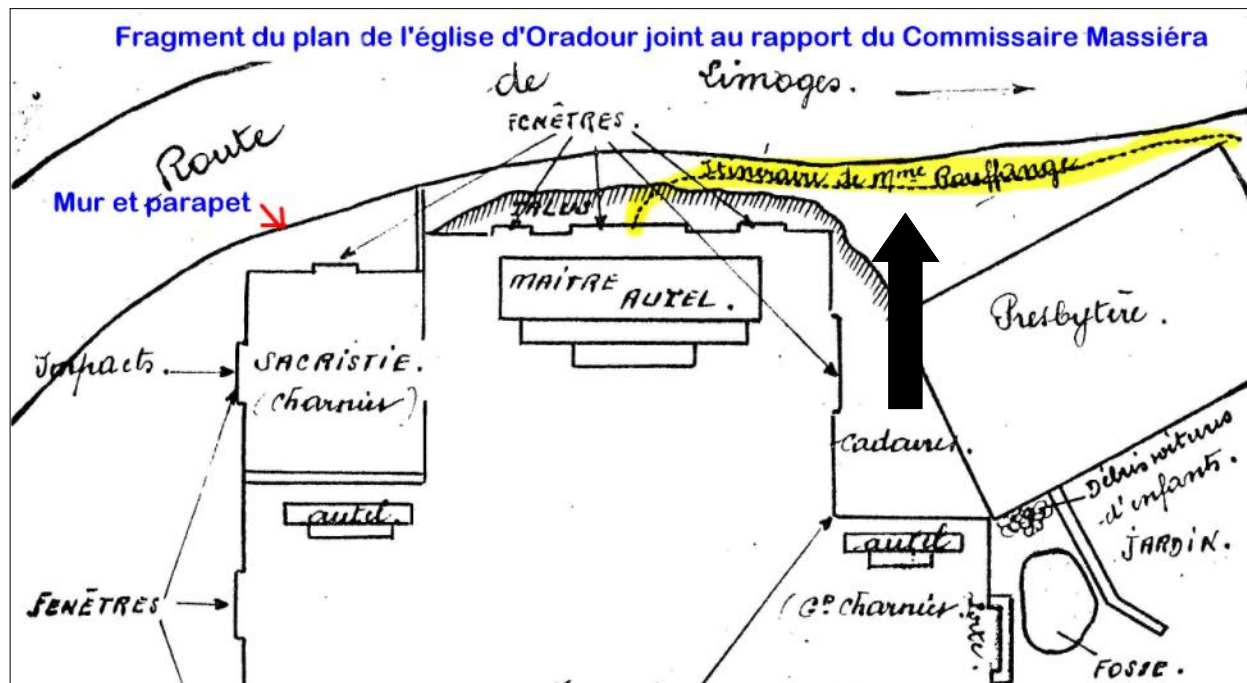 Fragment du plan de l'église d'Oradour joint au rapport du Commissaire Massiéra
Route
de
Limoges.
FENÊTRES.
Mur et parapet
Itinéraire de Mme Rouffange
TALUS
MAITRE AUTEL.
Presbytère.
Impacts.
SACRISTIE.
(Charnier)
Cadavres.
Débris voitures
d'enfants.
JARDIN.
autel.
autel
FENÊTRES
(Gd Charnier.
Porte.
FOSSE.